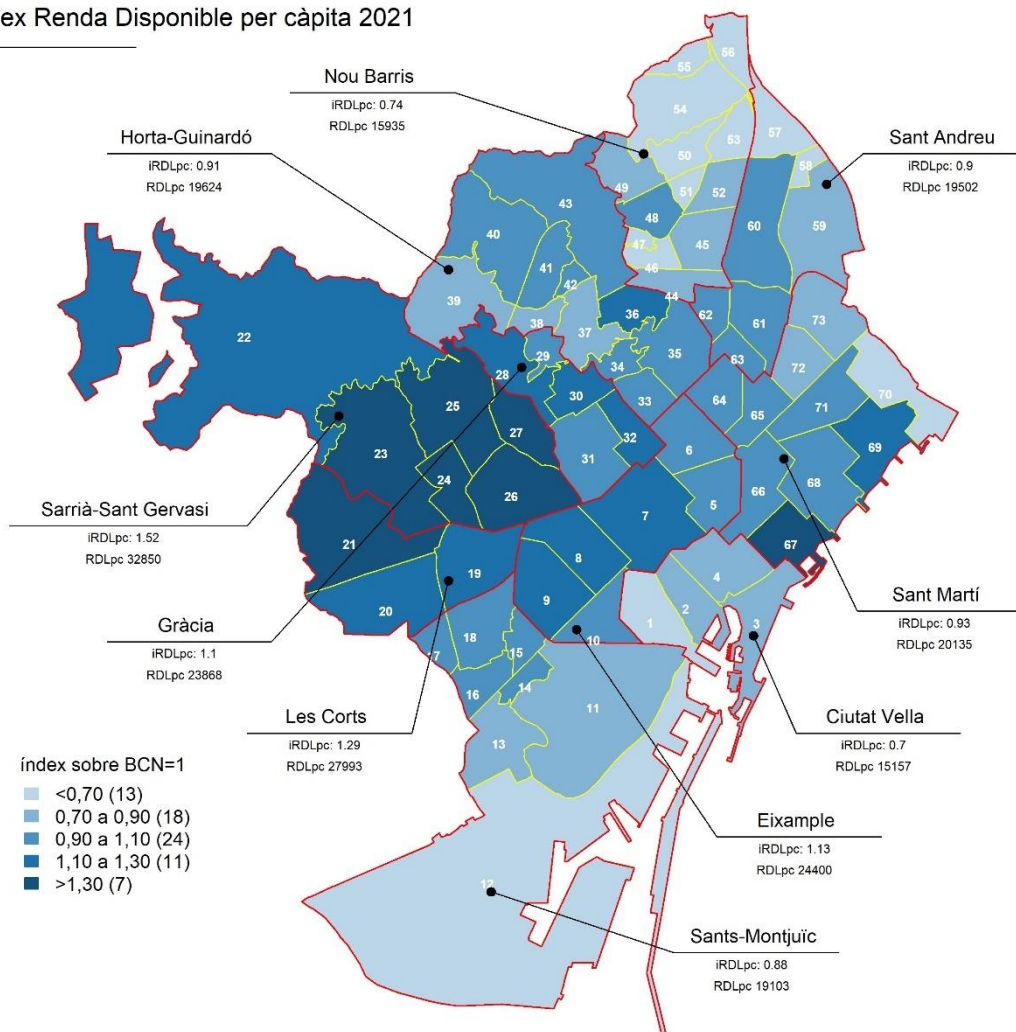 ex Renda Disponible per càpita 2021
Nou Barris
iRDLpc: 0.74
RDLpc 15935
Horta-Guinardó
iRDLpc: 0.91
RDLpc 19624
Sant Andreu
iRDLpc: 0.9
RDLpc 19502
Sarrià-Sant Gervasi
iRDLpc: 1.52
RDLpc 32850
Gràcia
iRDLpc: 1.1
RDLpc 23868
Les Corts
iRDLpc: 1.29
RDLpc 27993
Sant Martí
iRDLpc: 0.93
RDLpc 20135
Ciutat Vella
iRDLpc: 0.7
RDLpc 15157
Eixample
iRDLpc: 1.13
RDLpc 24400
Sants-Montjuïc
iRDLpc: 0.88
RDLpc 19103
índex sobre BCN=1
<0,70 (13)
0,70 a 0,90 (18)
0,90 a 1,10 (24)
1,10 a 1,30 (11)
>1,30 (7)
56
55
54
53
57
50
58
49
51
52
59
43
48
60
40
47
45
41
46
42
39
44
36
62
61
73
38
37
22
29
35
63
72
34
28
70
25
30
33
64
65
71
27
32
6
69
23
31
24
26
66
68
5
7
21
67
8
19
4
9
20
2
1
3
18
10
15
7
14
16
11
13
12